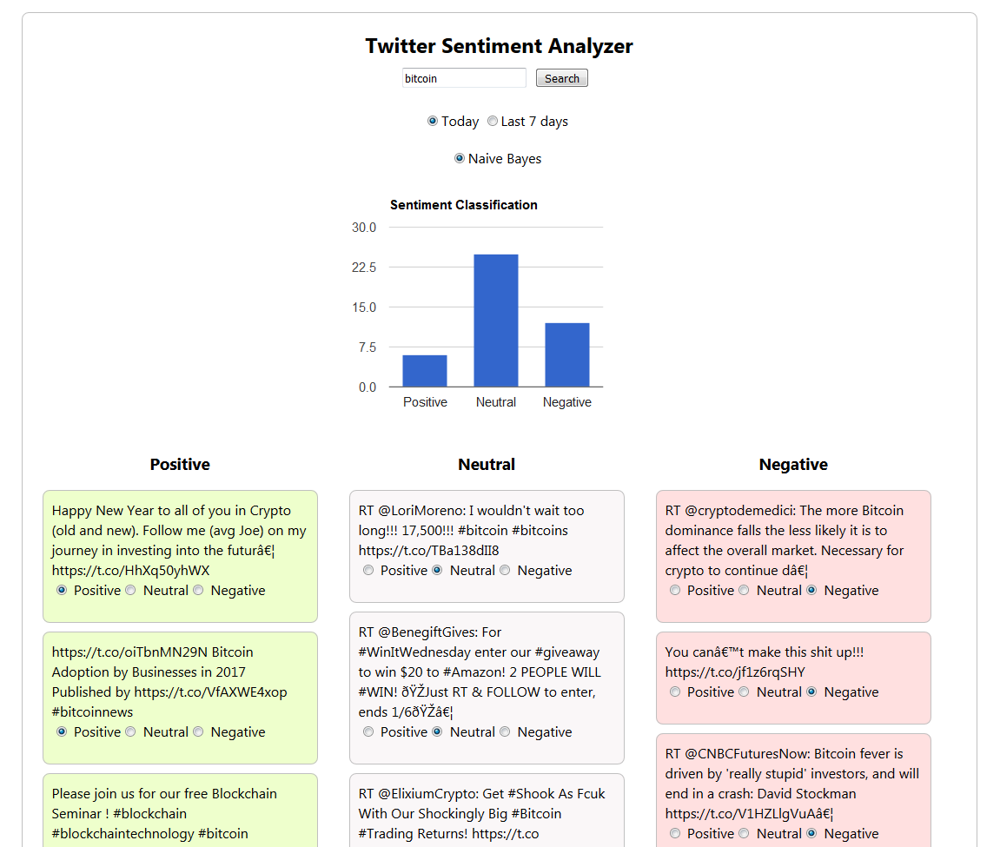 Twitter Sentiment Analyzer
bitcoin Search
Today Last 7 days
Naive Bayes
Sentiment Classification
30.0
22.5
15.0
7.5
0.0
Positive Neutral Negative
Positive
Happy New Year to all of you in Crypto
(old and new). Follow me (avg Joe) on my
journey in investing into the futurâ€¦
https://t.co/HhXq50yhWX
Positive Neutral Negative
https://t.co/oiTbnMN29N Bitcoin
Adoption by Businesses in 2017
Published by https://t.co/VfAXWE4xop
#bitcoinnews
Positive Neutral Negative
Please join us for our free Blockchain
Seminar ! #blockchain
#blockchaintechnology #bitcoin
Neutral
RT @LoriMoreno: I wouldn't wait too
long!!! 17,500!!! #bitcoin #bitcoins
https://t.co/TBa138dII8
Positive Neutral Negative
RT @BenegiftGives: For
#WinItWednesday enter our #giveaway
to win $20 to #Amazon! 2 PEOPLE WILL
#WIN! ðŸŽJust RT & FOLLOW to enter,
ends 1/6ðŸŽâ€¦
Positive Neutral Negative
RT @ElixiumCrypto: Get #Shook As Fcuk
With Our Shockingly Big #Bitcoin
#Trading Returns! https://t.co
Negative
RT @cryptodemedici: The more Bitcoin
dominance falls the less likely it is to
affect the overall market. Necessary for
crypto to continue dâ€¦
Positive Neutral Negative
You canâ€™t make this shit up!!!
https://t.co/jf1z6rqSHY
Positive Neutral Negative
RT @CNBCFuturesNow: Bitcoin fever is
driven by 'really stupid' investors, and will
end in a crash: David Stockman
https://t.co/V1HZLlgVuAâ€¦
Positive Neutral Negative